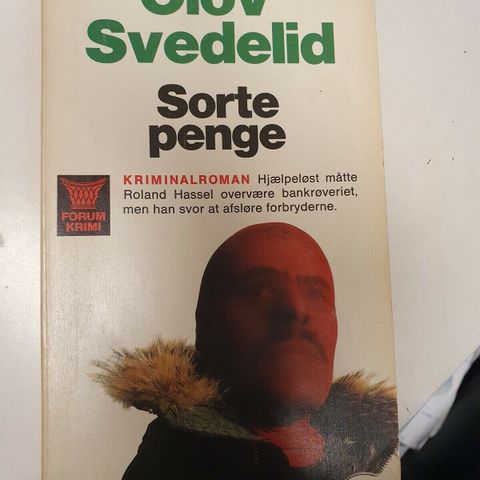 Olov
Svedelid
Sorte
penge
KRIMINALROMAN Hjælpeløst måtte
Roland Hassel overvære bankrøveriet,
men han svor at afsløre forbryderne.
FORUM
KRIMI